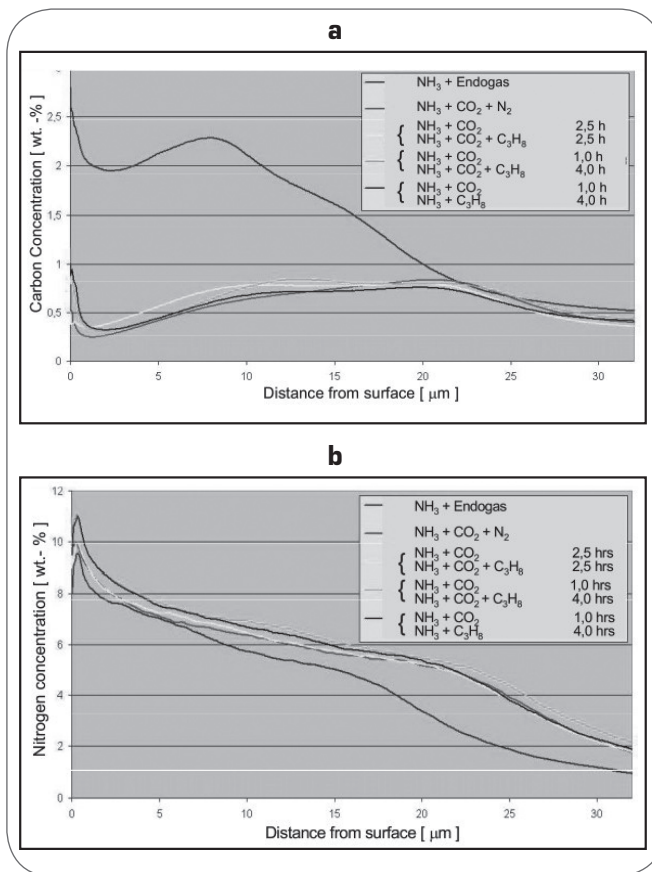 a
Carbon Concentration [ wt. -% ]
2,5
2
1,5
1
0,5
0
NH₃ + Endogas
NH₃ + CO₂ + N₂
{ NH₃ + CO₂ 2,5 h
NH₃ + CO₂ + C₃H₈ 2,5 h
{ NH₃ + CO₂ 1,0 h
NH₃ + CO₂ + C₃H₈ 4,0 h
{ NH₃ + CO₂ 1,0 h
NH₃ + C₃H₈ 4,0 h
0 5 10 15 20 25 30
Distance from surface [ μm ]
b
Nitrogen concentration [ wt.- % ]
12
10
8
6
4
2
0
NH₃ + Endogas
NH₃ + CO₂ + N₂
{ NH₃ + CO₂ 2,5 hrs
NH₃ + CO₂ + C₃H₈ 2,5 hrs
{ NH₃ + CO₂ 1,0 hrs
NH₃ + CO₂ + C₃H₈ 4,0 hrs
{ NH₃ + CO₂ 1,0 hrs
NH₃ + C₃H₈ 4,0 hrs
0 5 10 15 20 25 30
Distance from surface [ μm ]